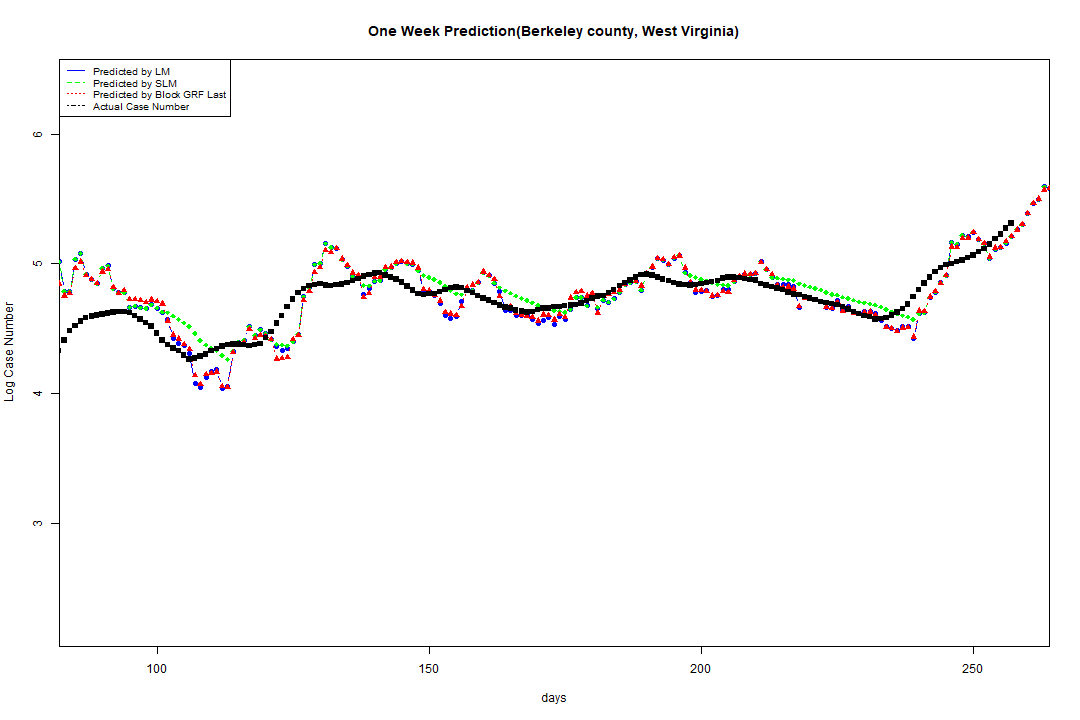 One Week Prediction(Berkeley county, West Virginia)
Predicted by LM
Predicted by SLM
Predicted by Block GRF Last
Actual Case Number
6
5
4
3
Log Case Number
100 150 200 250
days